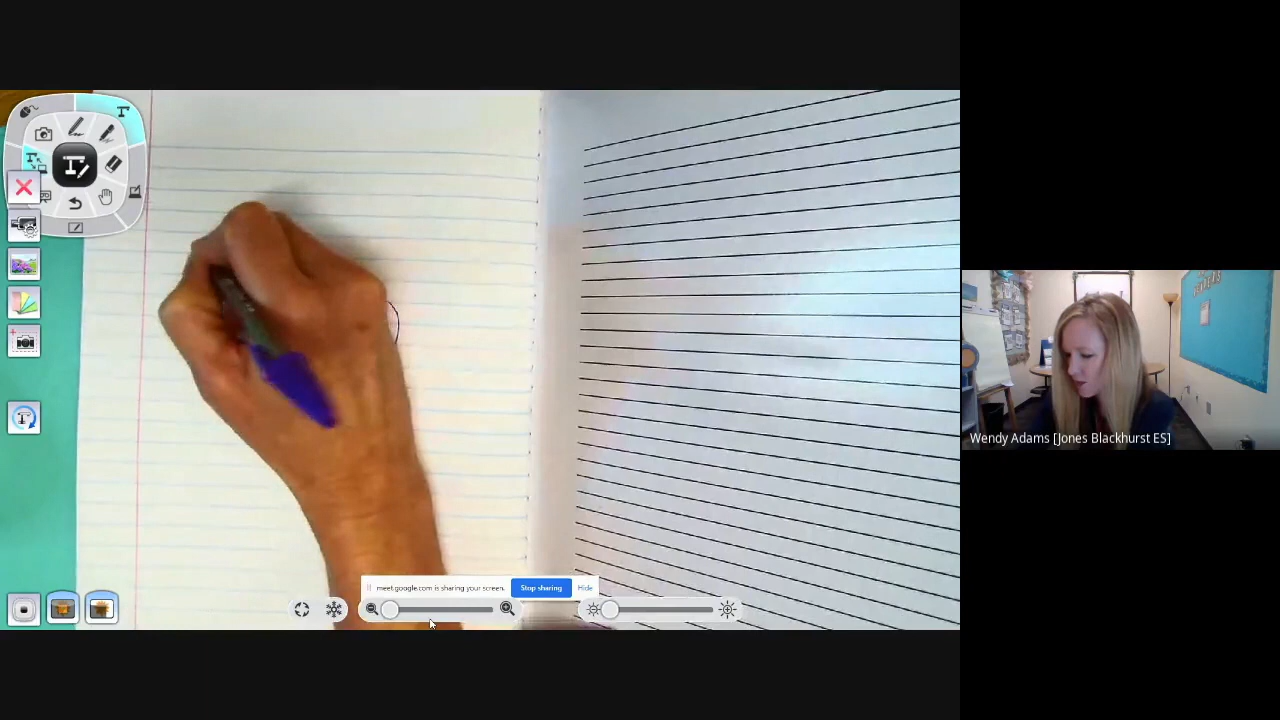 meet.google.com is sharing your screen.
Stop sharing
Hide
Wendy Adams [Jones Blackhurst ES]